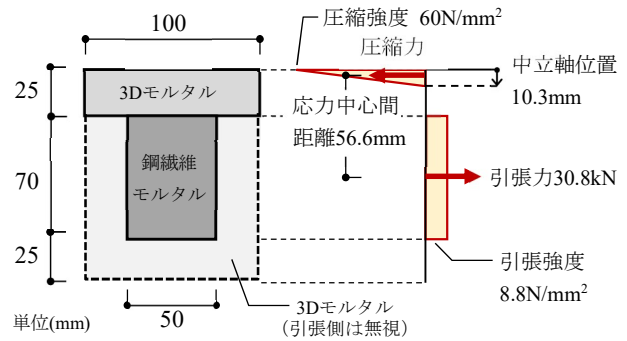 100
圧縮強度 60N/mm²
圧縮力
中立軸位置
10.3mm
25
3Dモルタル
応力中心間
距離56.6mm
70
鋼繊維
モルタル
引張力30.8kN
25
引張強度
8.8N/mm²
単位(mm)
50
3Dモルタル
(引張側は無視)